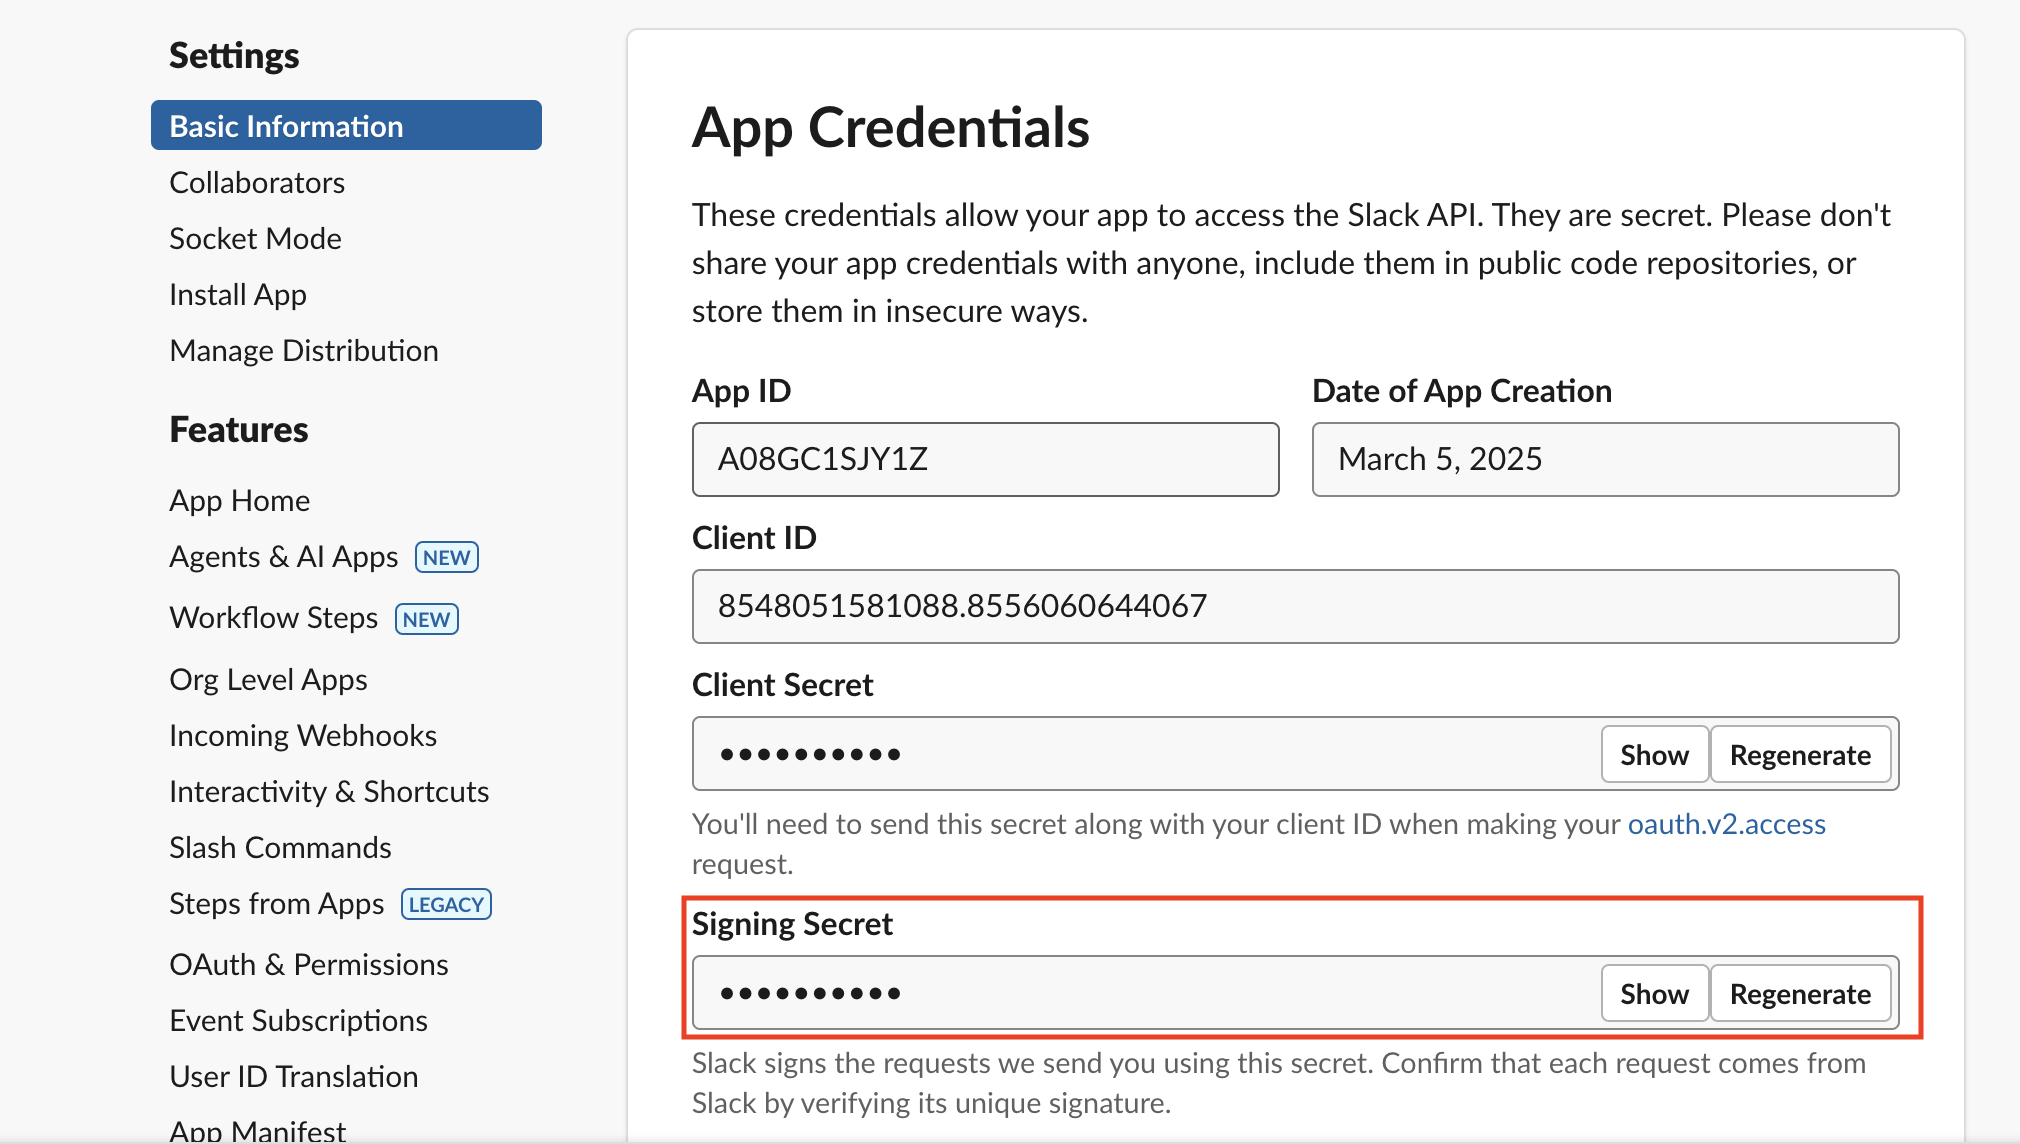 Settings
Basic Information
Collaborators
Socket Mode
Install App
Manage Distribution
Features
App Home
Agents & AI Apps NEW
Workflow Steps NEW
Org Level Apps
Incoming Webhooks
Interactivity & Shortcuts
Slash Commands
Steps from Apps LEGACY
OAuth & Permissions
Event Subscriptions
User ID Translation
App Manifest
App Credentials
These credentials allow your app to access the Slack API. They are secret. Please don't
share your app credentials with anyone, include them in public code repositories, or
store them in insecure ways.
App ID
A08GC1SJY1Z
Date of App Creation
March 5, 2025
Client ID
8548051581088.8556060644067
Client Secret
••••••••••
Show
Regenerate
You'll need to send this secret along with your client ID when making your oauth.v2.access
request.
Signing Secret
••••••••••
Show
Regenerate
Slack signs the requests we send you using this secret. Confirm that each request comes from
Slack by verifying its unique signature.